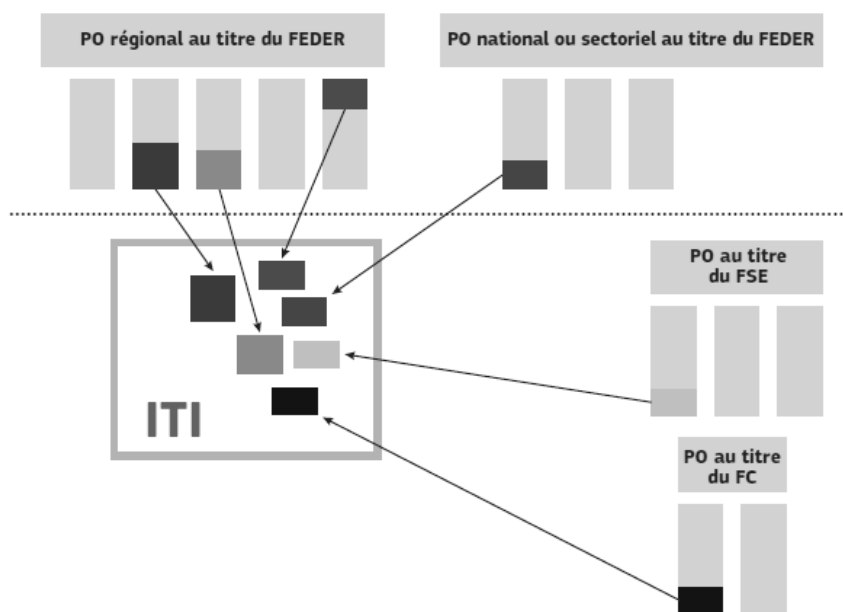 PO régional au titre du FEDER
PO national ou sectoriel au titre du FEDER
PO au titre
du FSE
ITI
PO au titre
du FC